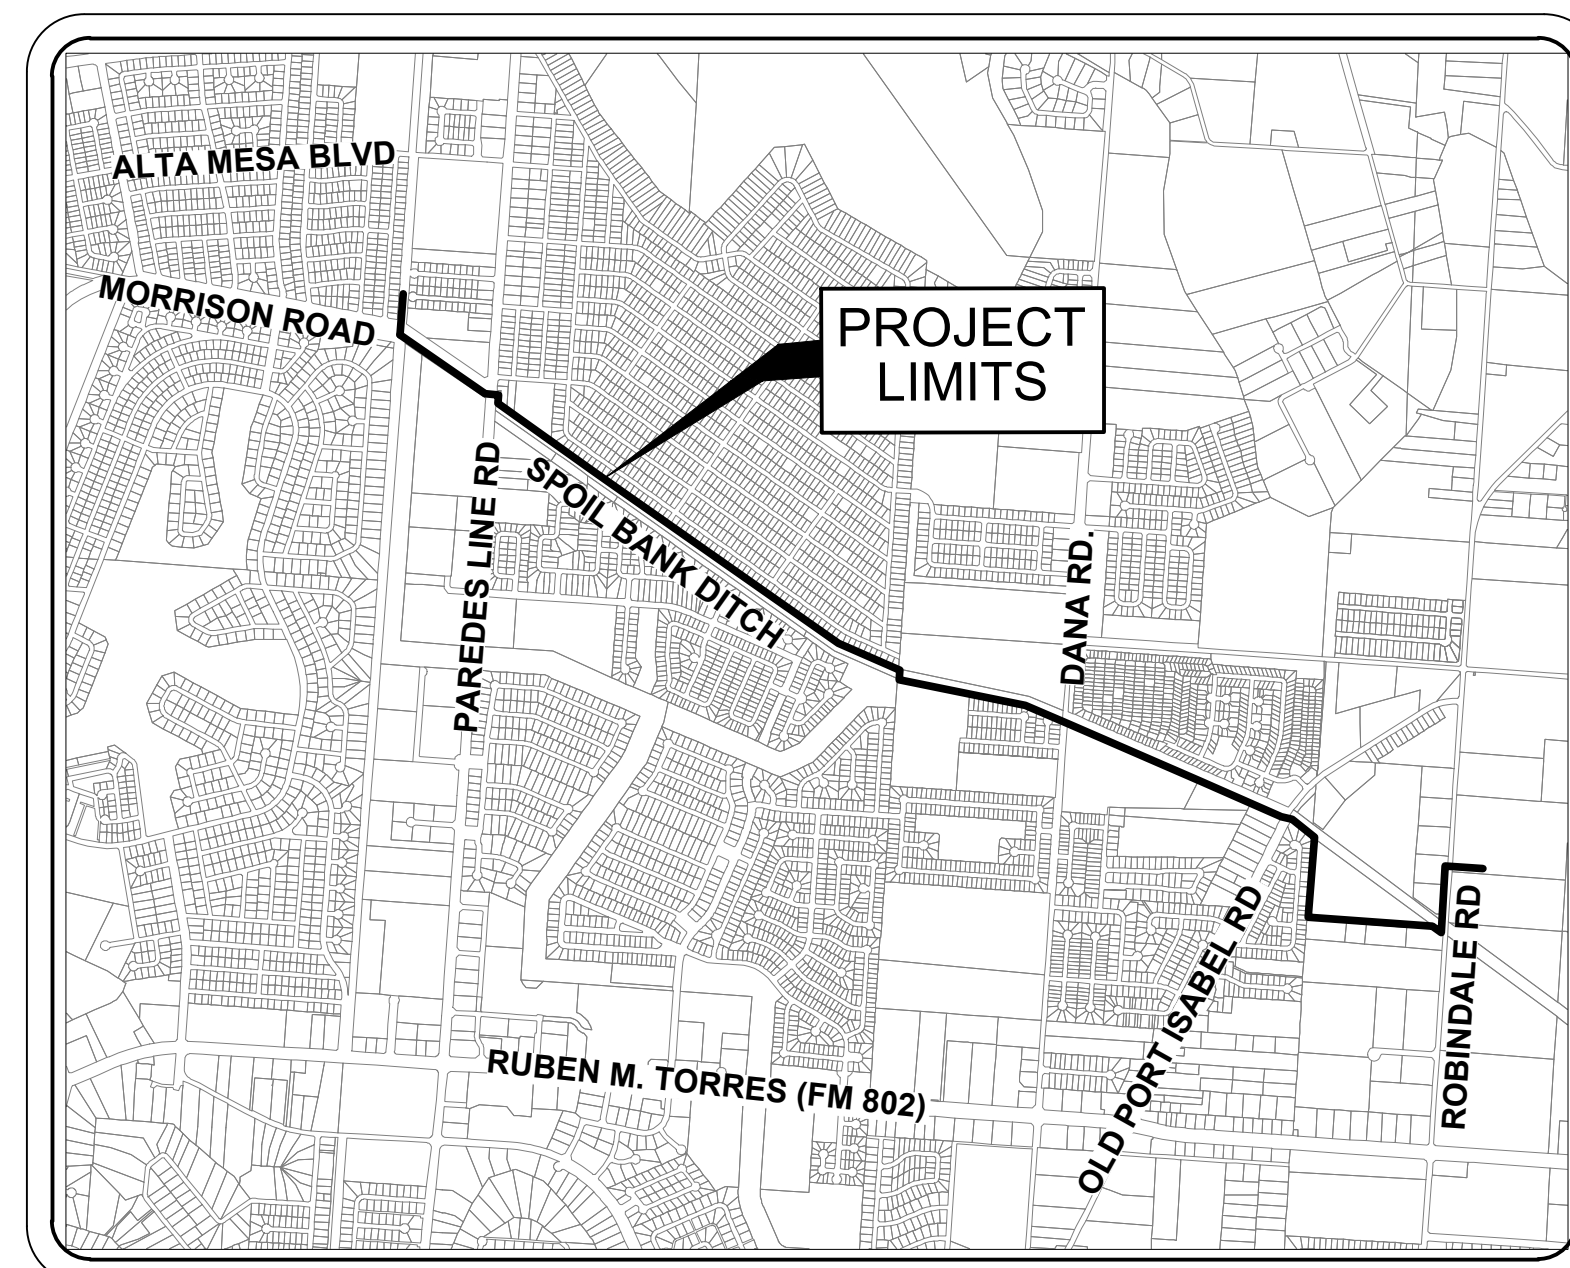 ALTA MESA BLVD
MORRISON ROAD
PROJECT
LIMITS
PAREDES LINE RD
SPOIL BANK DITCH
DANA RD.
OLD PORT ISABEL RD
ROBINDALE RD
RUBEN M. TORRES (FM 802)